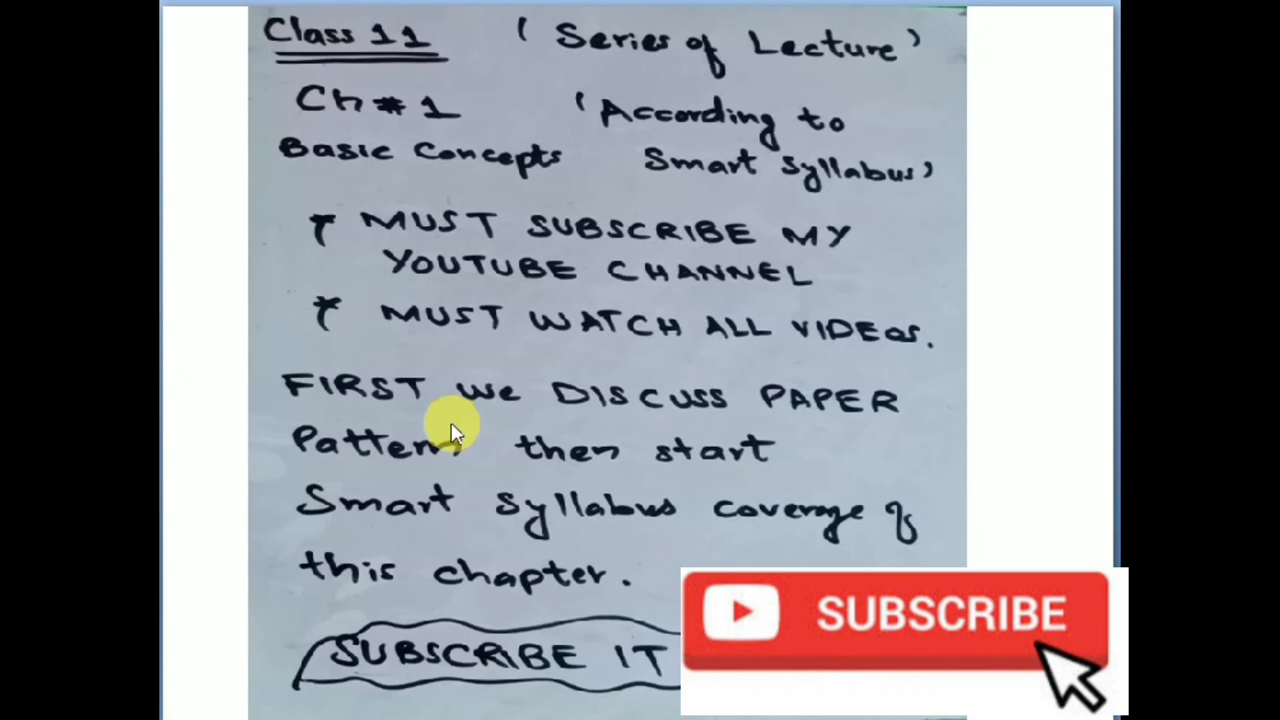 Class 11 ( Series of Lecture )
Ch # 1 ( According to
Basic Concepts Smart Syllabus )
* MUST SUBSCRIBE MY
YOUTUBE CHANNEL
* MUST WATCH ALL VIDEOS.
FIRST we DISCUSS PAPER
Pattern then start
Smart Syllabus coverage of
this chapter.
SUBSCRIBE IT
SUBSCRIBE